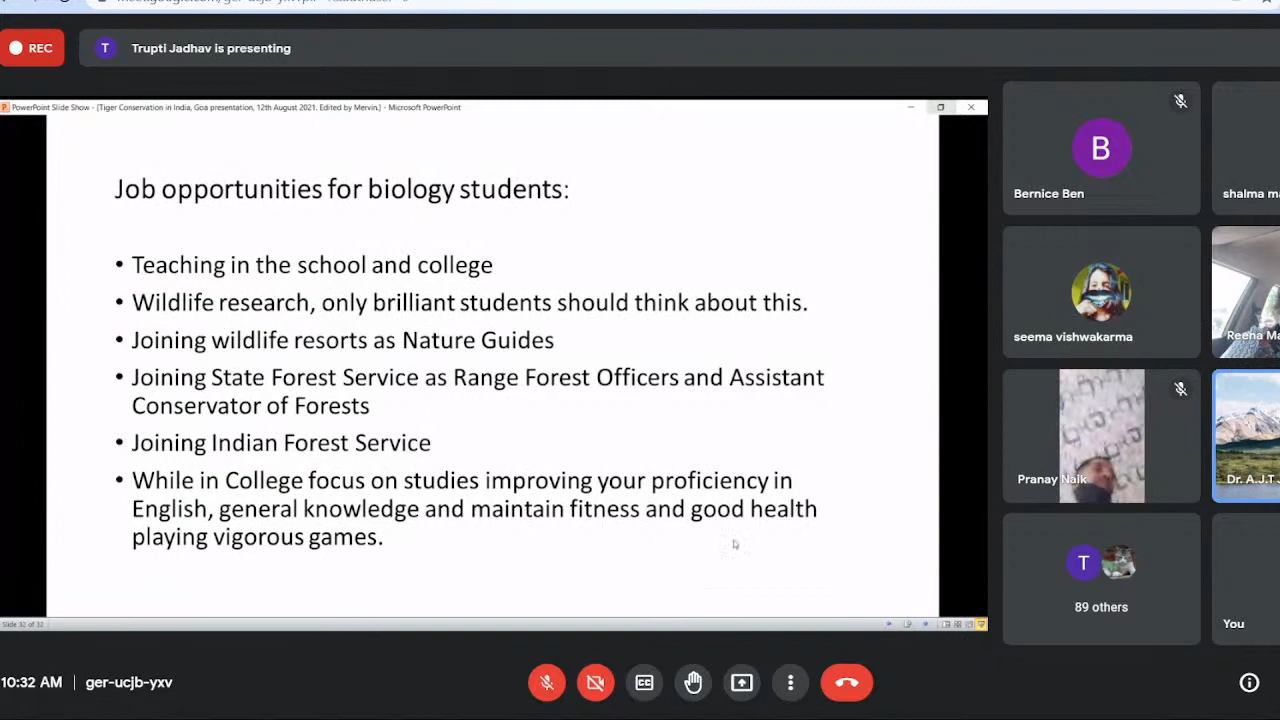 REC
T
Trupti Jadhav is presenting
PowerPoint Slide Show - [Tiger Conservation in India, Goa presentation, 12th August 2021. Edited by Mervin.] - Microsoft PowerPoint
Job opportunities for biology students:
• Teaching in the school and college
• Wildlife research, only brilliant students should think about this.
• Joining wildlife resorts as Nature Guides
• Joining State Forest Service as Range Forest Officers and Assistant
Conservator of Forests
• Joining Indian Forest Service
• While in College focus on studies improving your proficiency in
English, general knowledge and maintain fitness and good health
playing vigorous games.
Slide 32 of 32
B
Bernice Ben
shalma
seema vishwakarma
Reena
Pranay Naik
Dr. A.J.T
T
89 others
You
10:32 AM | ger-ucjb-yxv